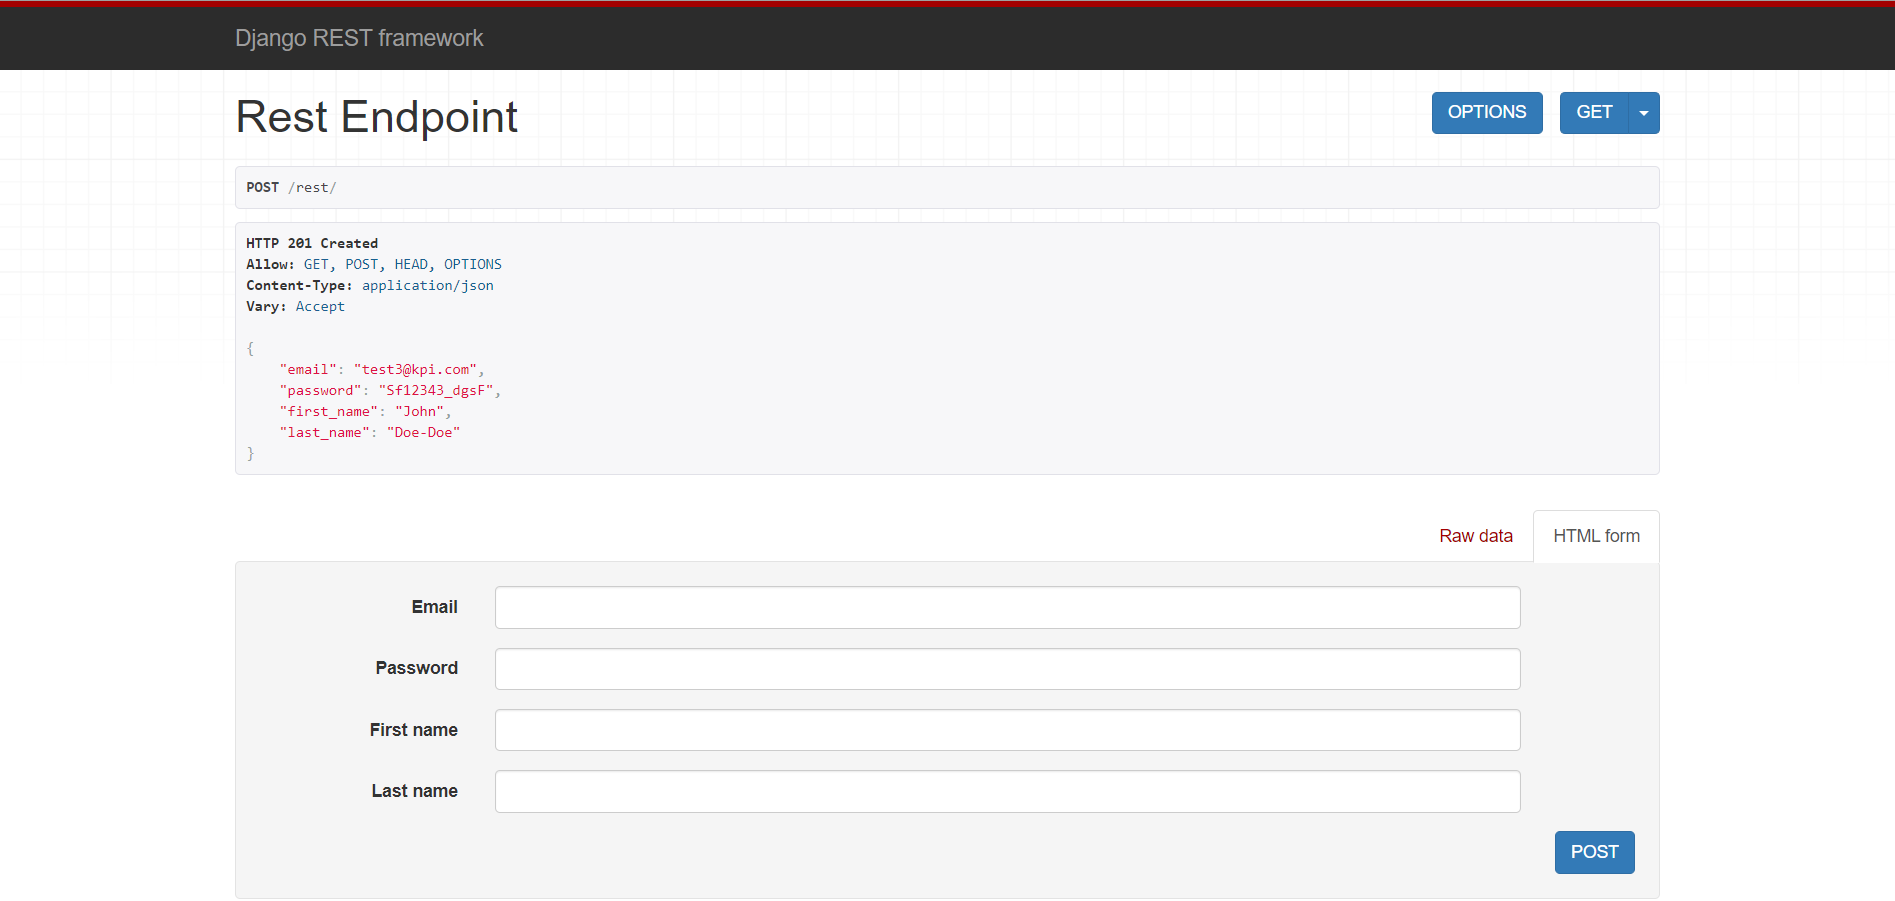 Django REST framework
Rest Endpoint
OPTIONS
GET
POST /rest/
HTTP 201 Created
Allow: GET, POST, HEAD, OPTIONS
Content-Type: application/json
Vary: Accept
{
"email": "test3@kpi.com",
"password": "Sf12343_dgsF",
"first_name": "John",
"last_name": "Doe-Doe"
}
Raw data
HTML form
Email
Password
First name
Last name
POST